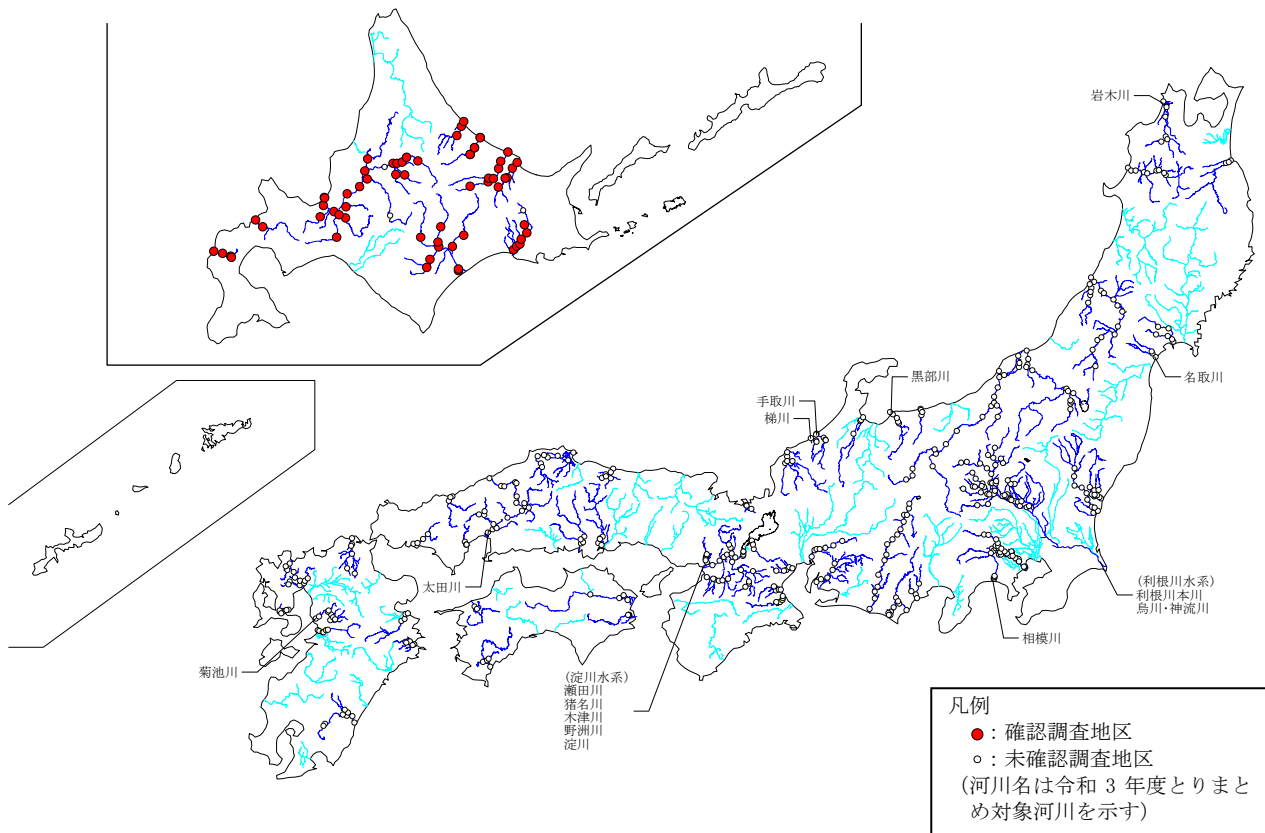 岩木川
名取川
黒部川
手取川
梯川
太田川
(利根川水系)
利根川本川
烏川・神流川
相模川
菊池川
(淀川水系)
瀬田川
猪名川
木津川
野洲川
淀川
凡例
●：確認調査地区
○：未確認調査地区
(河川名は令和 3 年度とりまと
め対象河川を示す)